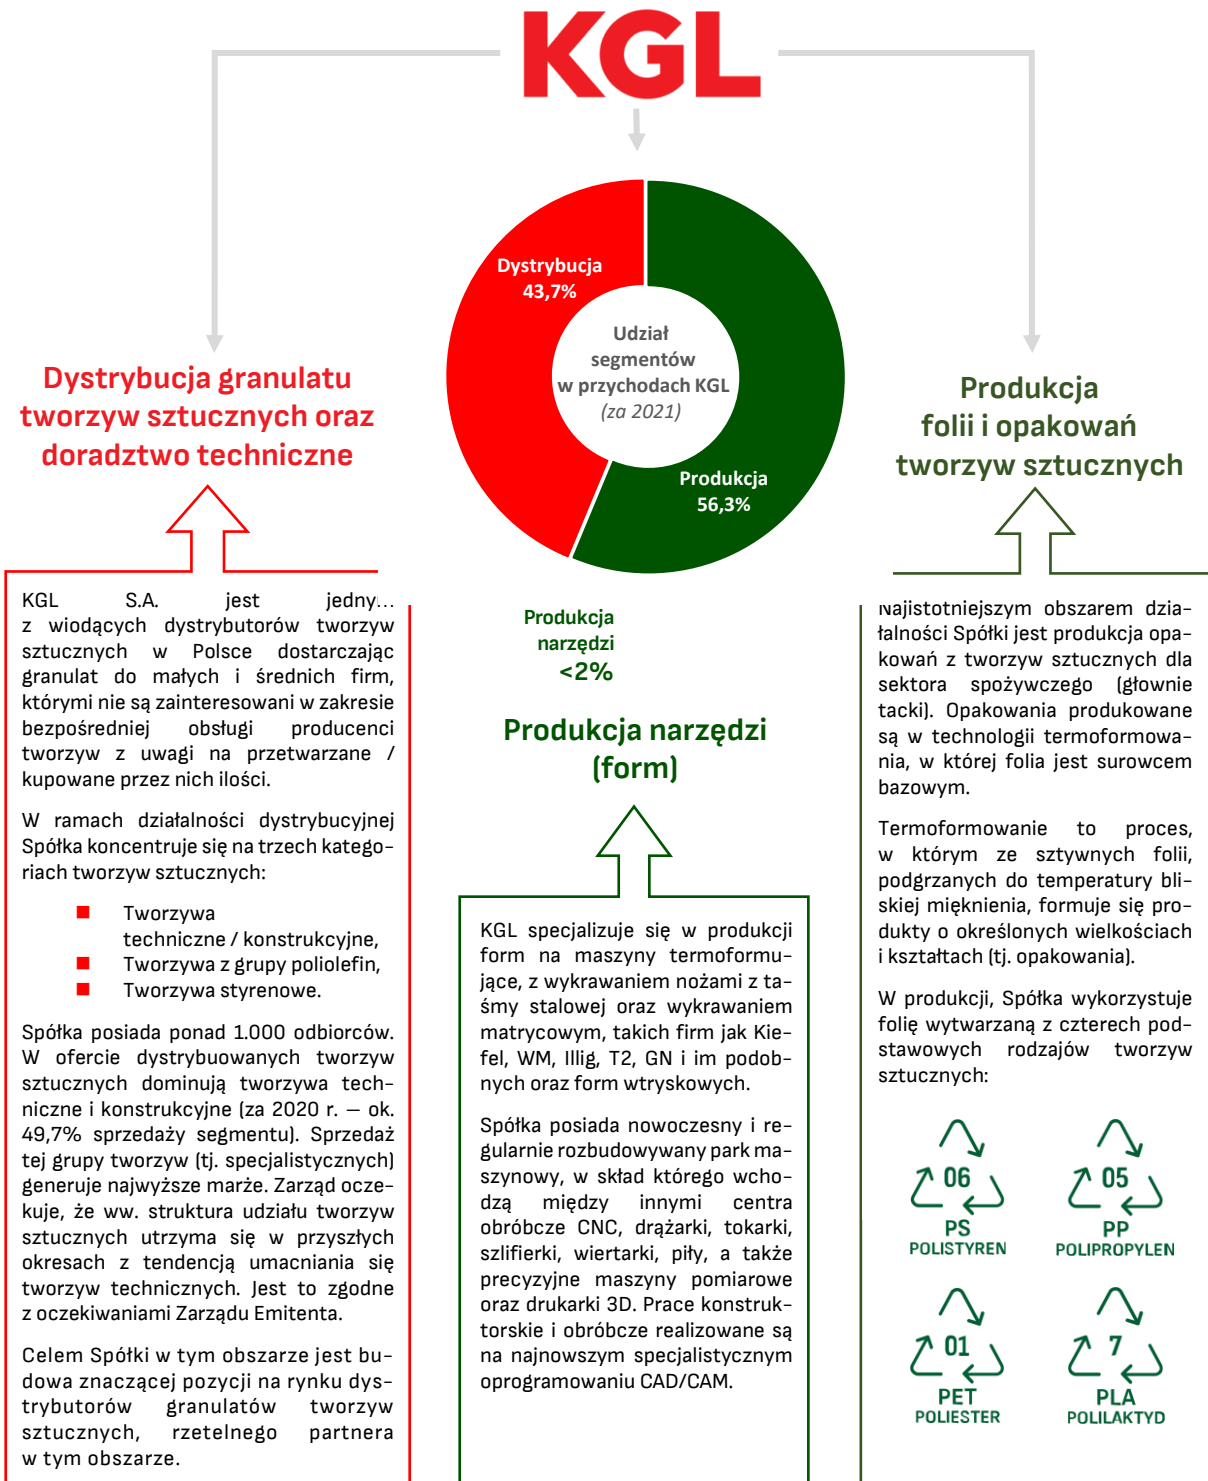 KGL
Dystrybucja
43,7%
Udział
segmentów
w przychodach KGL
(za 2021)
Produkcja
56,3%
Dystrybucja granulatu
tworzyw sztucznych oraz
doradztwo techniczne
KGL S.A. jest jedny...
z wiodących dystrybutorów tworzyw
sztucznych w Polsce dostarczając
granulat do małych i średnich firm,
którymi nie są zainteresowani w zakresie
bezpośredniej obsługi producenci
tworzyw z uwagi na przetwarzane /
kupowane przez nich ilości.
W ramach działalności dystrybucyjnej
Spółka koncentruje się na trzech katego-
riach tworzyw sztucznych:
Tworzywa
techniczne / konstrukcyjne,
Tworzywa z grupy poliolefin,
Tworzywa styrenowe.
Spółka posiada ponad 1.000 odbiorców.
W ofercie dystrybuowanych tworzyw
sztucznych dominują tworzywa tech-
niczne i konstrukcyjne (za 2020 r. – ok.
49,7% sprzedaży segmentu). Sprzedaż
tej grupy tworzyw (tj. specjalistycznych)
generuje najwyższe marże. Zarząd ocze-
kuje, że ww. struktura udziału tworzyw
sztucznych utrzyma się w przyszłych
okresach z tendencją umacniania się
tworzyw technicznych. Jest to zgodne
z oczekiwaniami Zarządu Emitenta.
Celem Spółki w tym obszarze jest bu-
dowa znaczącej pozycji na rynku dys-
trybutorów granulatów tworzyw
sztucznych, rzetelnego partnera
w tym obszarze.
Produkcja
narzędzi
<2%
Produkcja narzędzi
(form)
KGL specjalizuje się w produkcji
form na maszyny termoformu-
jące, z wykrawaniem nożami z ta-
śmy stalowej oraz wykrawaniem
matrycowym, takich firm jak Kie-
fel, WM, Illig, T2, GN i im podob-
nych oraz form wtryskowych.
Spółka posiada nowoczesny i re-
gularnie rozbudowywany park ma-
szynowy, w skład którego wcho-
dzą między innymi centra
obróbcze CNC, drążarki, tokarki,
szlifierki, wiertarki, piły, a także
precyzyjne maszyny pomiarowe
oraz drukarki 3D. Prace konstruk-
torskie i obróbcze realizowane są
na najnowszym specjalistycznym
oprogramowaniu CAD/CAM.
Produkcja
folii i opakowań
tworzyw sztucznych
Najistotniejszym obszarem dzia-
łalności Spółki jest produkcja opa-
kowań z tworzyw sztucznych dla
sektora spożywczego (głownie
tacki). Opakowania produkowane
są w technologii termoformowa-
nia, w której folia jest surowcem
bazowym.
Termoformowanie to proces,
w którym ze sztywnych folii,
podgrzanych do temperatury bli-
skiej mięknienia, formuje się pro-
dukty o określonych wielkościach
i kształtach (tj. opakowania).
W produkcji, Spółka wykorzystuje
folię wytwarzaną z czterech pod-
stawowych rodzajów tworzyw
sztucznych:
06
PS
POLISTYREN
05
PP
POLIPROPYLEN
01
PET
POLIESTER
7
PLA
POLILAKTYD